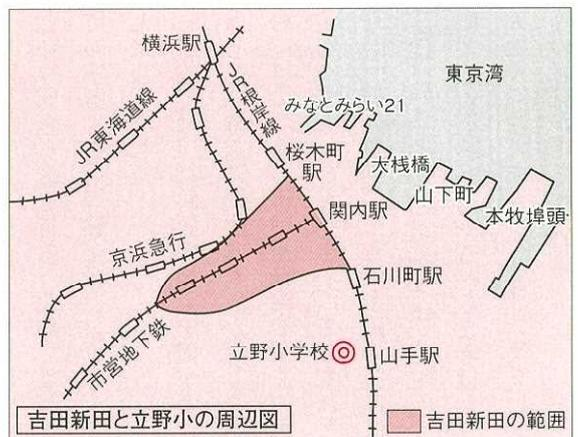 横浜駅
東京湾
JR東海道線
JR根岸線
みなとみらい21
桜木町
駅
大桟橋
山下町
本牧埠頭
関内駅
京浜急行
石川町駅
市営地下鉄
立野小学校
山手駅
吉田新田と立野小の周辺図
吉田新田の範囲